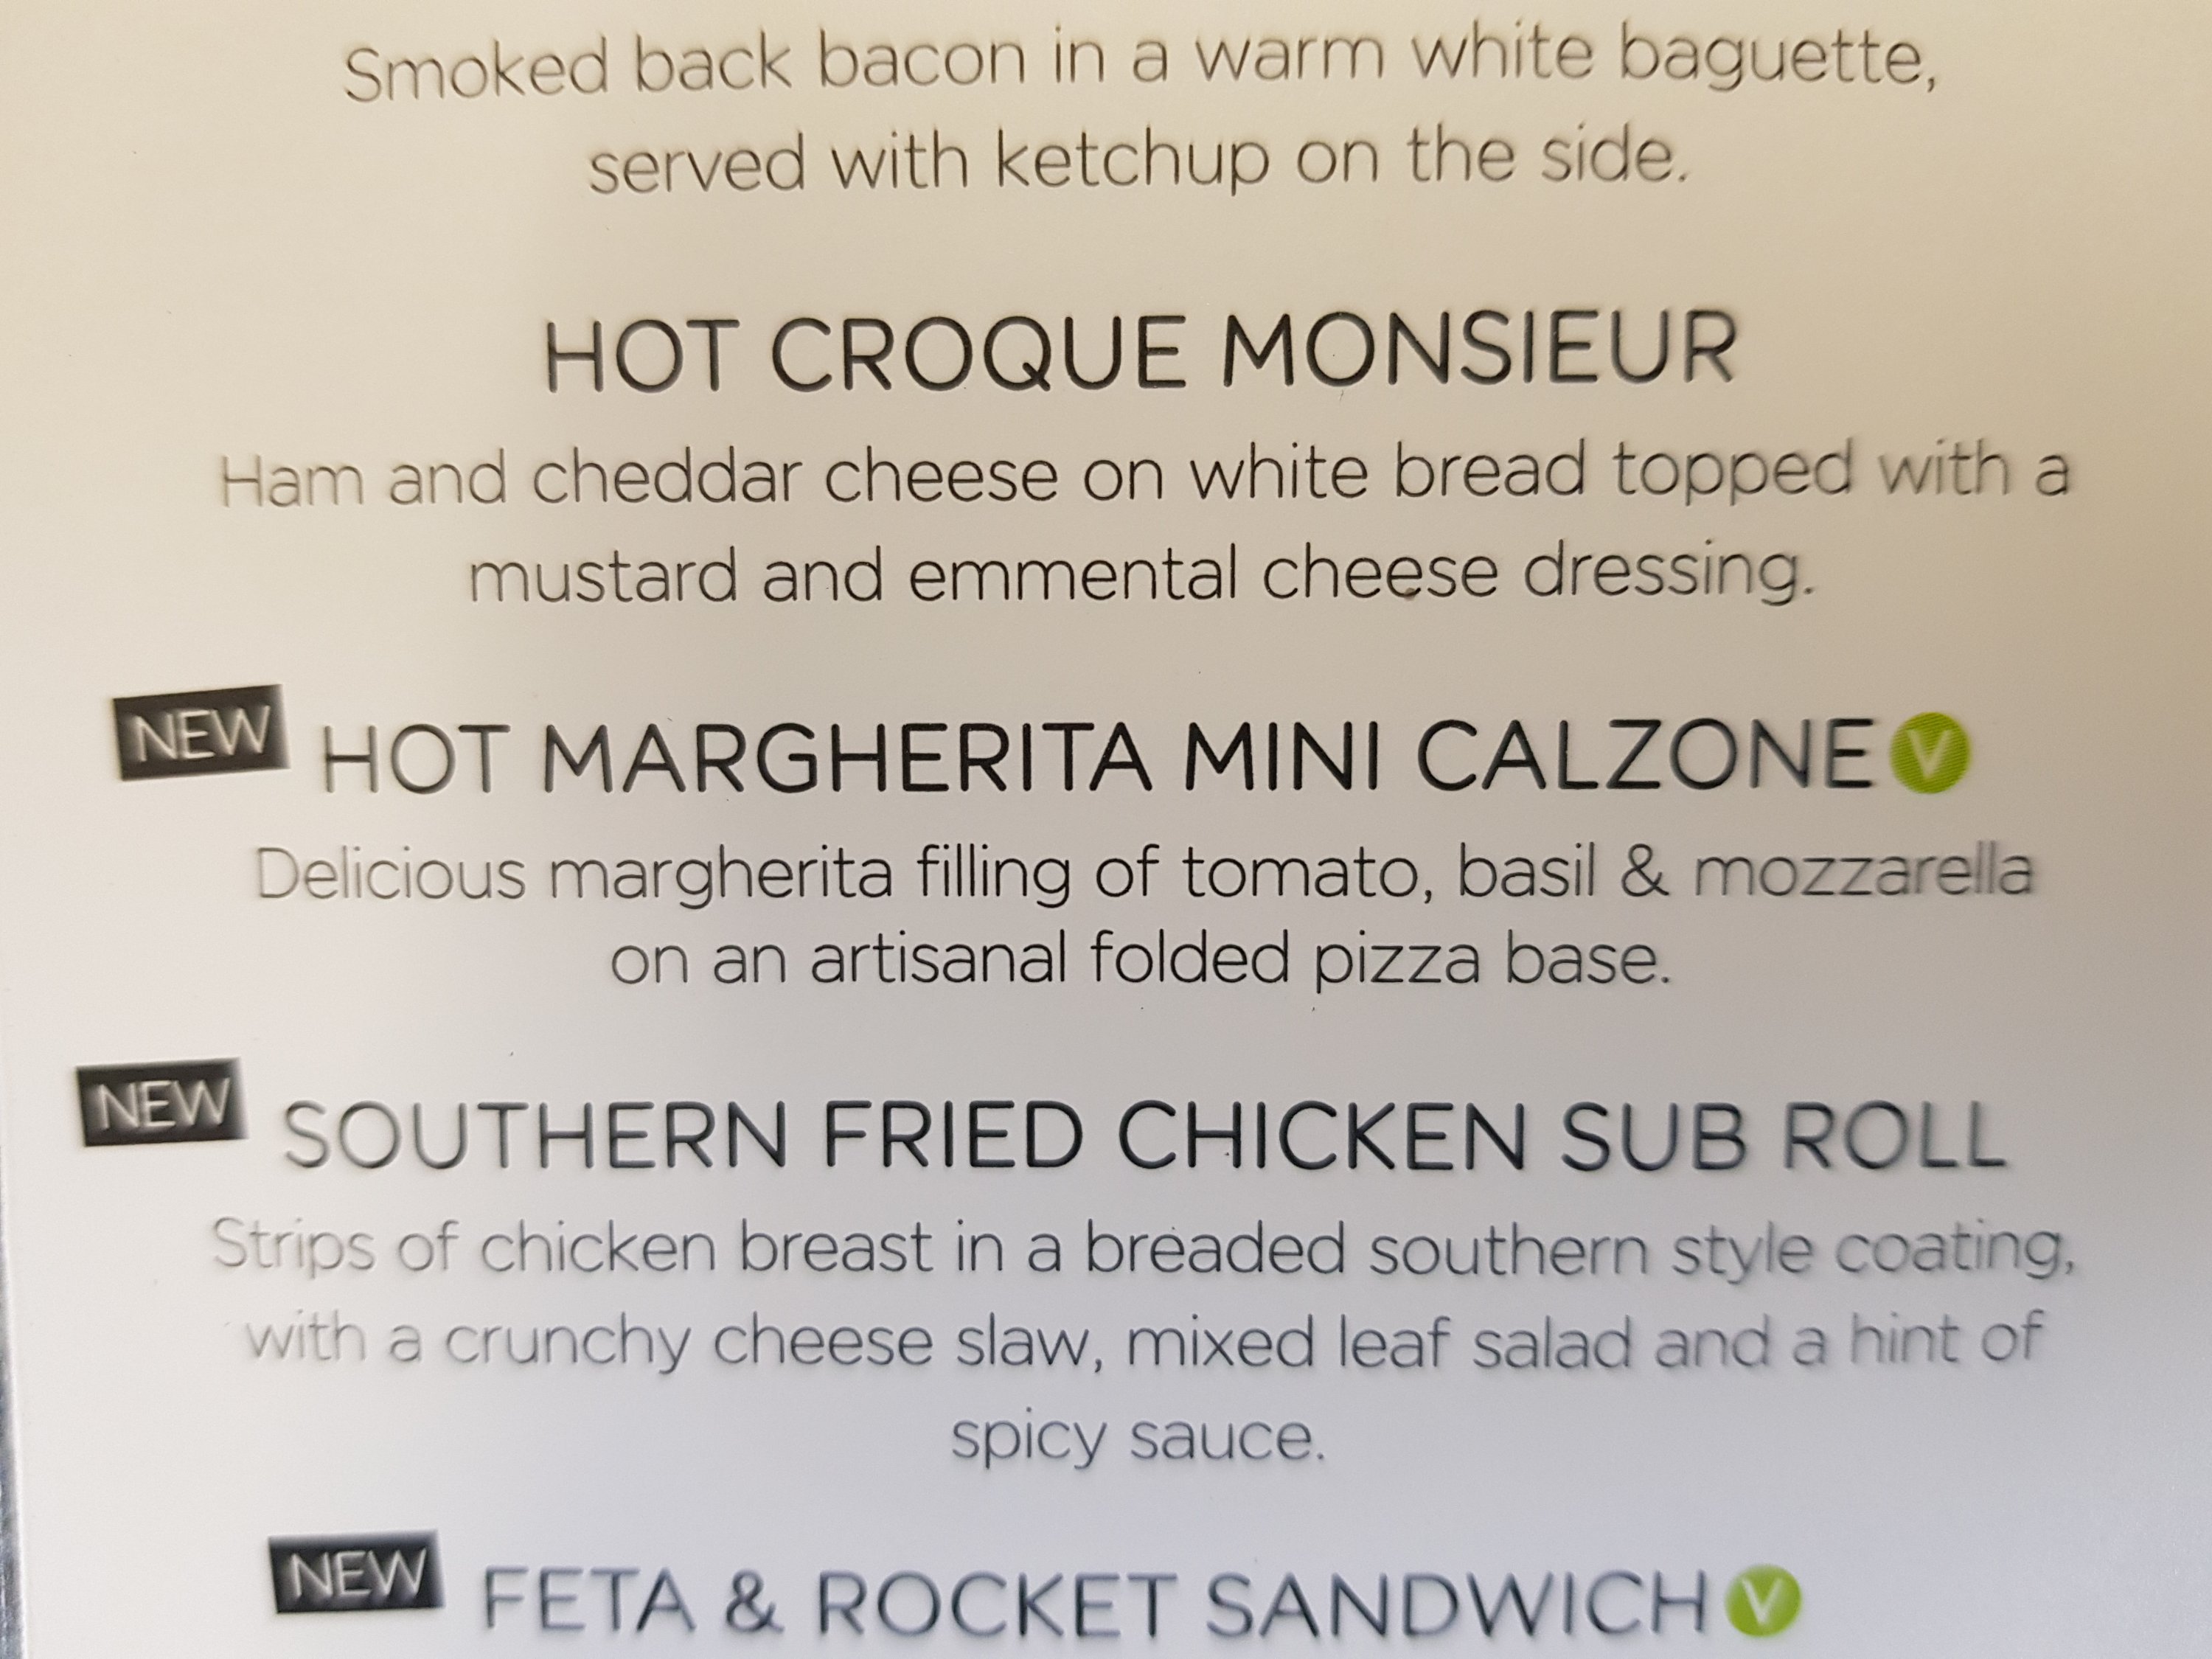 Smoked back bacon in a warm white baguette,
served with ketchup on the side.
HOT CROQUE MONSIEUR
Ham and cheddar cheese on white bread topped with a
mustard and emmental cheese dressing.
NEW HOT MARGHERITA MINI CALZONE V
Delicious margherita filling of tomato, basil & mozzarella
on an artisanal folded pizza base.
NEW SOUTHERN FRIED CHICKEN SUB ROLL
Strips of chicken breast in a breaded southern style coating,
with a crunchy cheese slaw, mixed leaf salad and a hint of
spicy sauce.
NEW FETA & ROCKET SANDWICH V